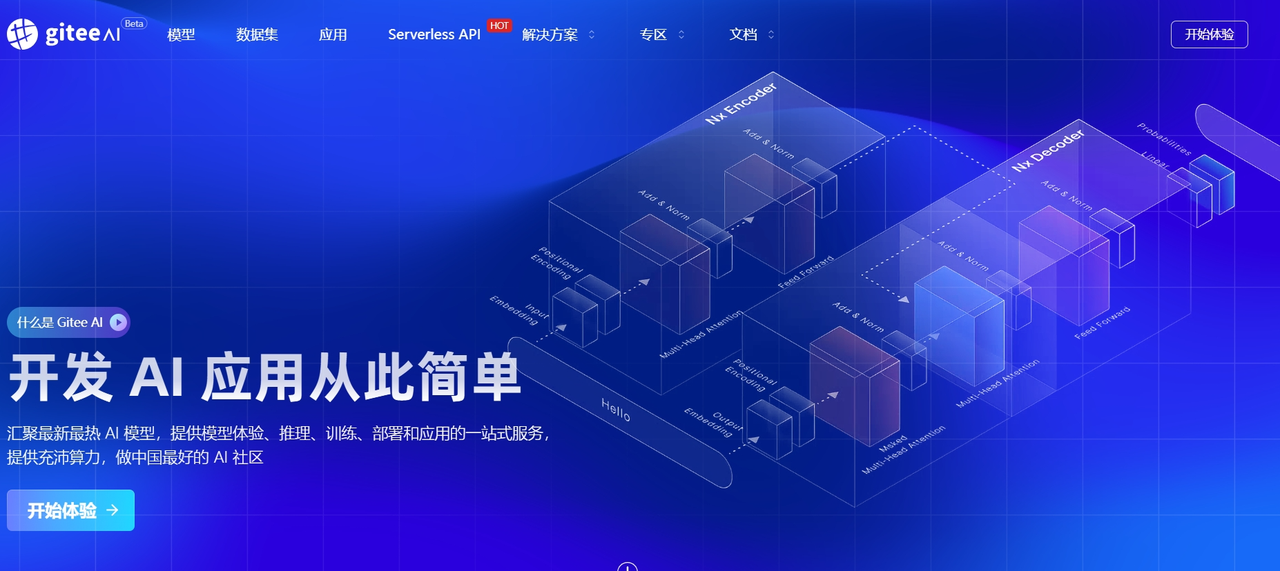 gitee AI Beta
模型
数据集
应用
Serverless API HOT
解决方案
专区
文档
开始体验
Nx Encoder
Add & Norm
Add & Norm
Positional
Encoding
Input
Embedding
Feed Forward
Multi-Head Attention
Nx Decoder
Probabilities
Linear
Add & Norm
Add & Norm
Add & Norm
Feed Forward
Multi-Head Attention
Positional
Encoding
Output
Embedding
Msked
Multi-Head Attention
Hello
什么是 Gitee AI
开发 AI 应用从此简单
汇聚最新最热 AI 模型，提供模型体验、推理、训练、部署和应用的一站式服务，
提供充沛算力，做中国最好的 AI 社区
开始体验